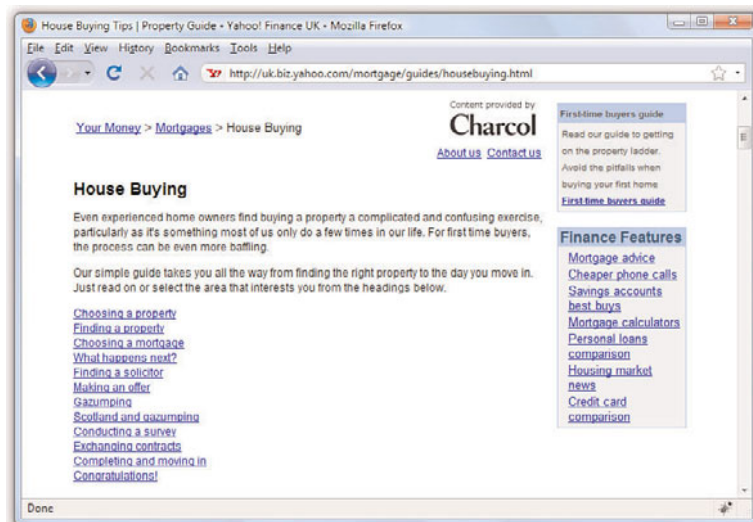 House Buying Tips | Property Guide - Yahoo! Finance UK - Mozilla Firefox
File Edit View History Bookmarks Tools Help
http://uk.biz.yahoo.com/mortgage/guides/housebuying.html
Your Money > Mortgages > House Buying
Content provided by
Charcol
About us Contact us
House Buying
Even experienced home owners find buying a property a complicated and confusing exercise,
particularly as it's something most of us only do a few times in our life. For first time buyers,
the process can be even more baffling.
Our simple guide takes you all the way from finding the right property to the day you move in.
Just read on or select the area that interests you from the headings below.
Choosing a property
Finding a property
Choosing a mortgage
What happens next?
Finding a solicitor
Making an offer
Gazumping
Scotland and gazumping
Conducting a survey
Exchanging contracts
Completing and moving in
Congratulations!
First-time buyers guide
Read our guide to getting
on the property ladder.
Avoid the pitfalls when
buying your first home
First-time buyers guide
Finance Features
Mortgage advice
Cheaper phone calls
Savings accounts
best buys
Mortgage calculators
Personal loans
comparison
Housing market
news
Credit card
comparison
Done